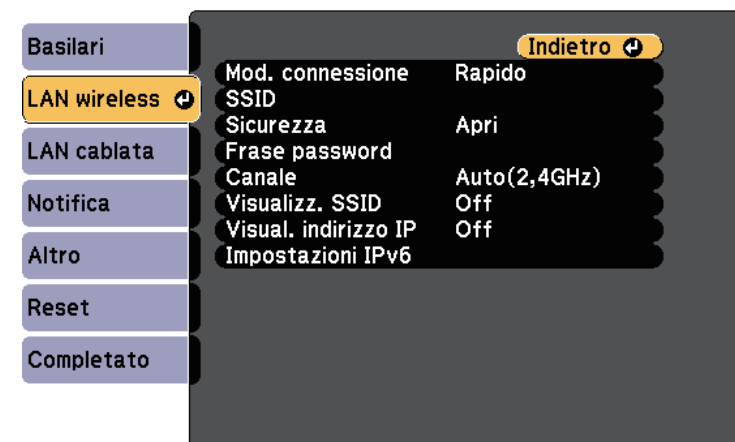 Basilari
LAN wireless
LAN cablata
Notifica
Altro
Reset
Completato
Indietro
Mod. connessione Rapido
SSID
Sicurezza Apri
Frase password
Canale Auto(2,4GHz)
Visualizz. SSID Off
Visual. indirizzo IP Off
Impostazioni IPv6